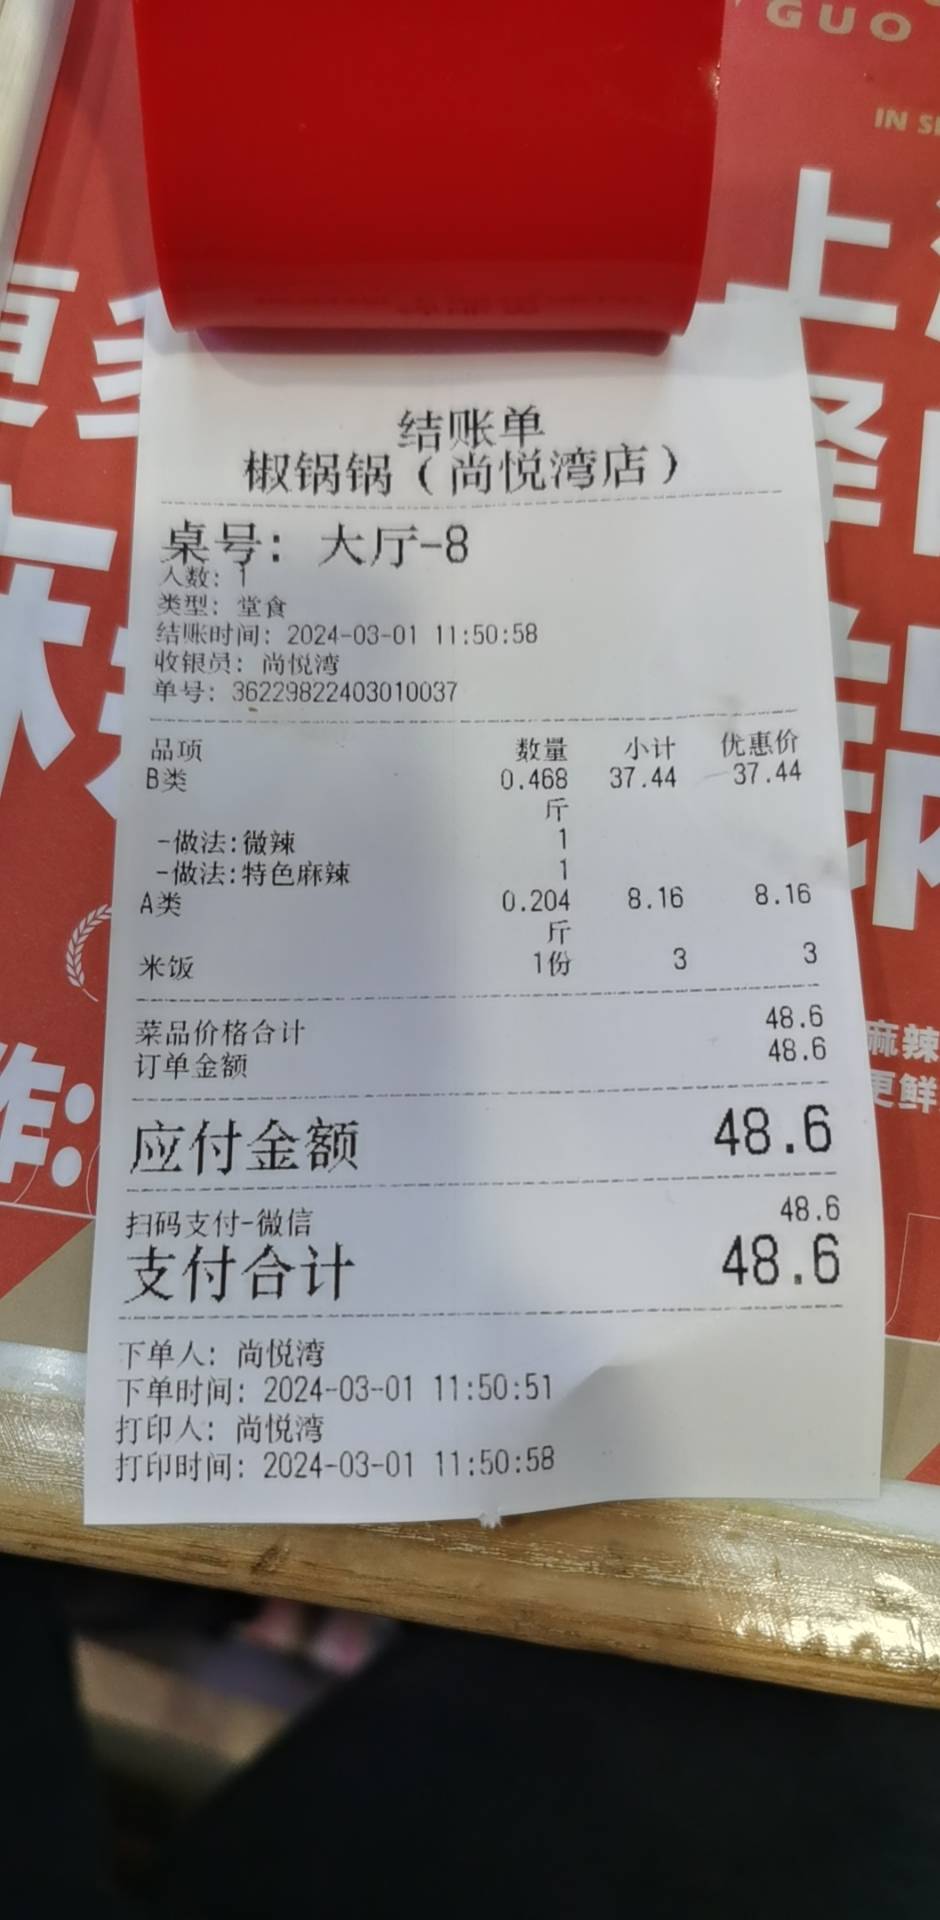 GUO
上
更多
结账单
椒锅锅（尚悦湾店）
桌号: 大厅-8
人数: 1
类型: 堂食
结账时间: 2024-03-01 11:50:58
收银员: 尚悦湾
单号: 36229822403010037
品项 数量 小计 优惠价
B类 0.468 37.44 37.44
斤
-做法:微辣 1
-做法:特色麻辣 1
A类 0.204 8.16 8.16
斤
米饭 1份 3 3
菜品价格合计 48.6
订单金额 48.6
麻辣
更鲜
应付金额 48.6
扫码支付-微信 48.6
支付合计 48.6
下单人: 尚悦湾
下单时间: 2024-03-01 11:50:51
打印人: 尚悦湾
打印时间: 2024-03-01 11:50:58